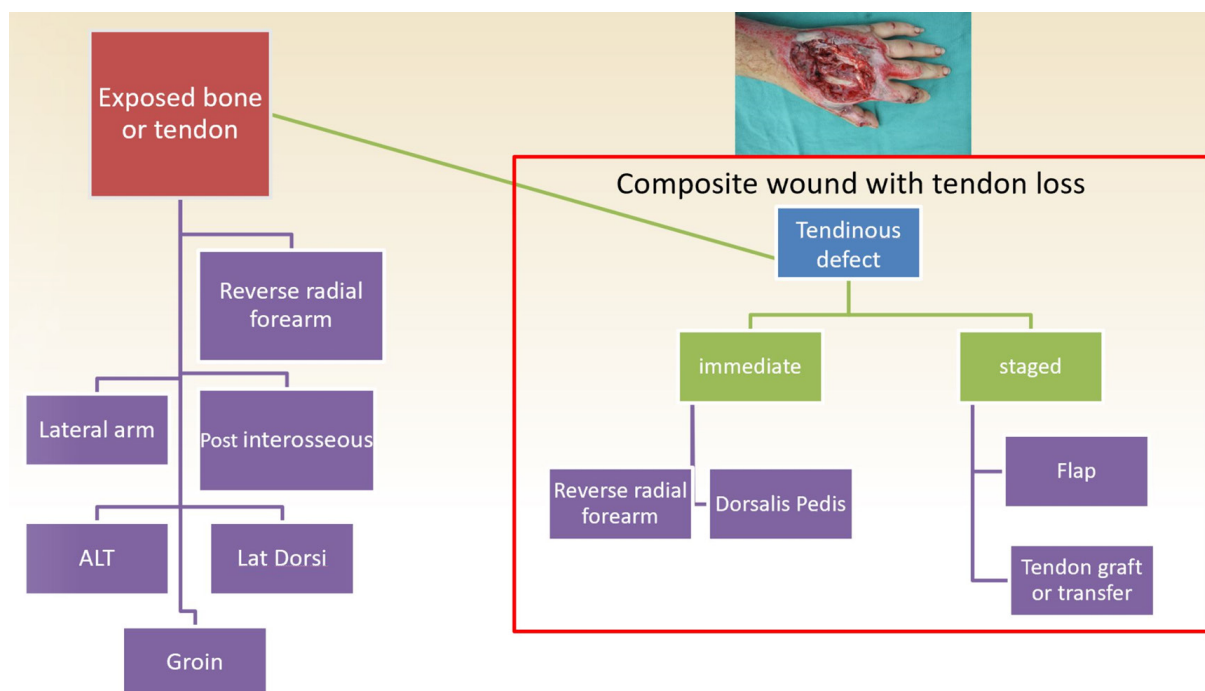 Exposed bone
or tendon
Reverse radial
forearm
Lateral arm
Post interosseous
ALT
Lat Dorsi
Groin
Composite wound with tendon loss
Tendinous
defect
immediate
staged
Reverse radial
forearm
Dorsalis Pedis
Flap
Tendon graft
or transfer